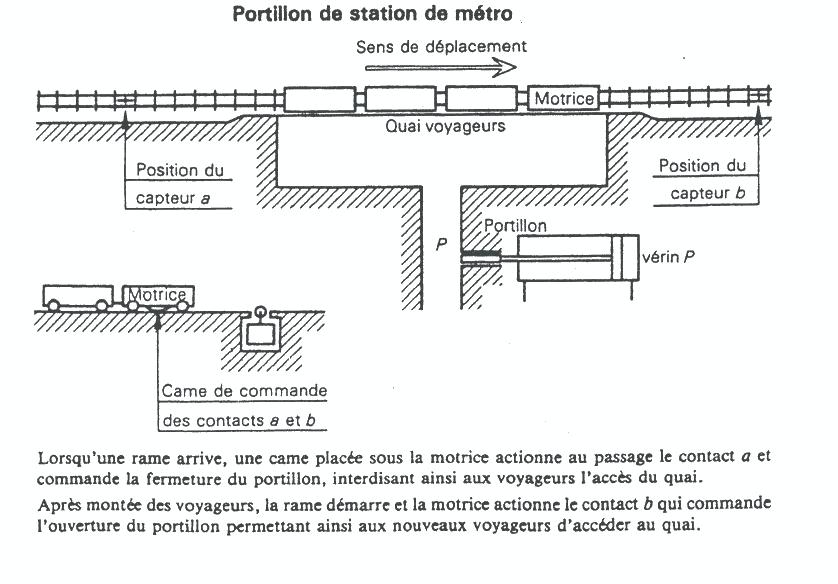 Portillon de station de métro
Sens de déplacement
Motrice
Quai voyageurs
Position du
capteur a
Position du
capteur b
Portillon
P
vérin P
Motrice
Came de commande
des contacts a et b
Lorsqu'une rame arrive, une came placée sous la motrice actionne au passage le contact a et
commande la fermeture du portillon, interdisant ainsi aux voyageurs l'accès du quai.
Après montée des voyageurs, la rame démarre et la motrice actionne le contact b qui commande
l'ouverture du portillon permettant ainsi aux nouveaux voyageurs d'accéder au quai.